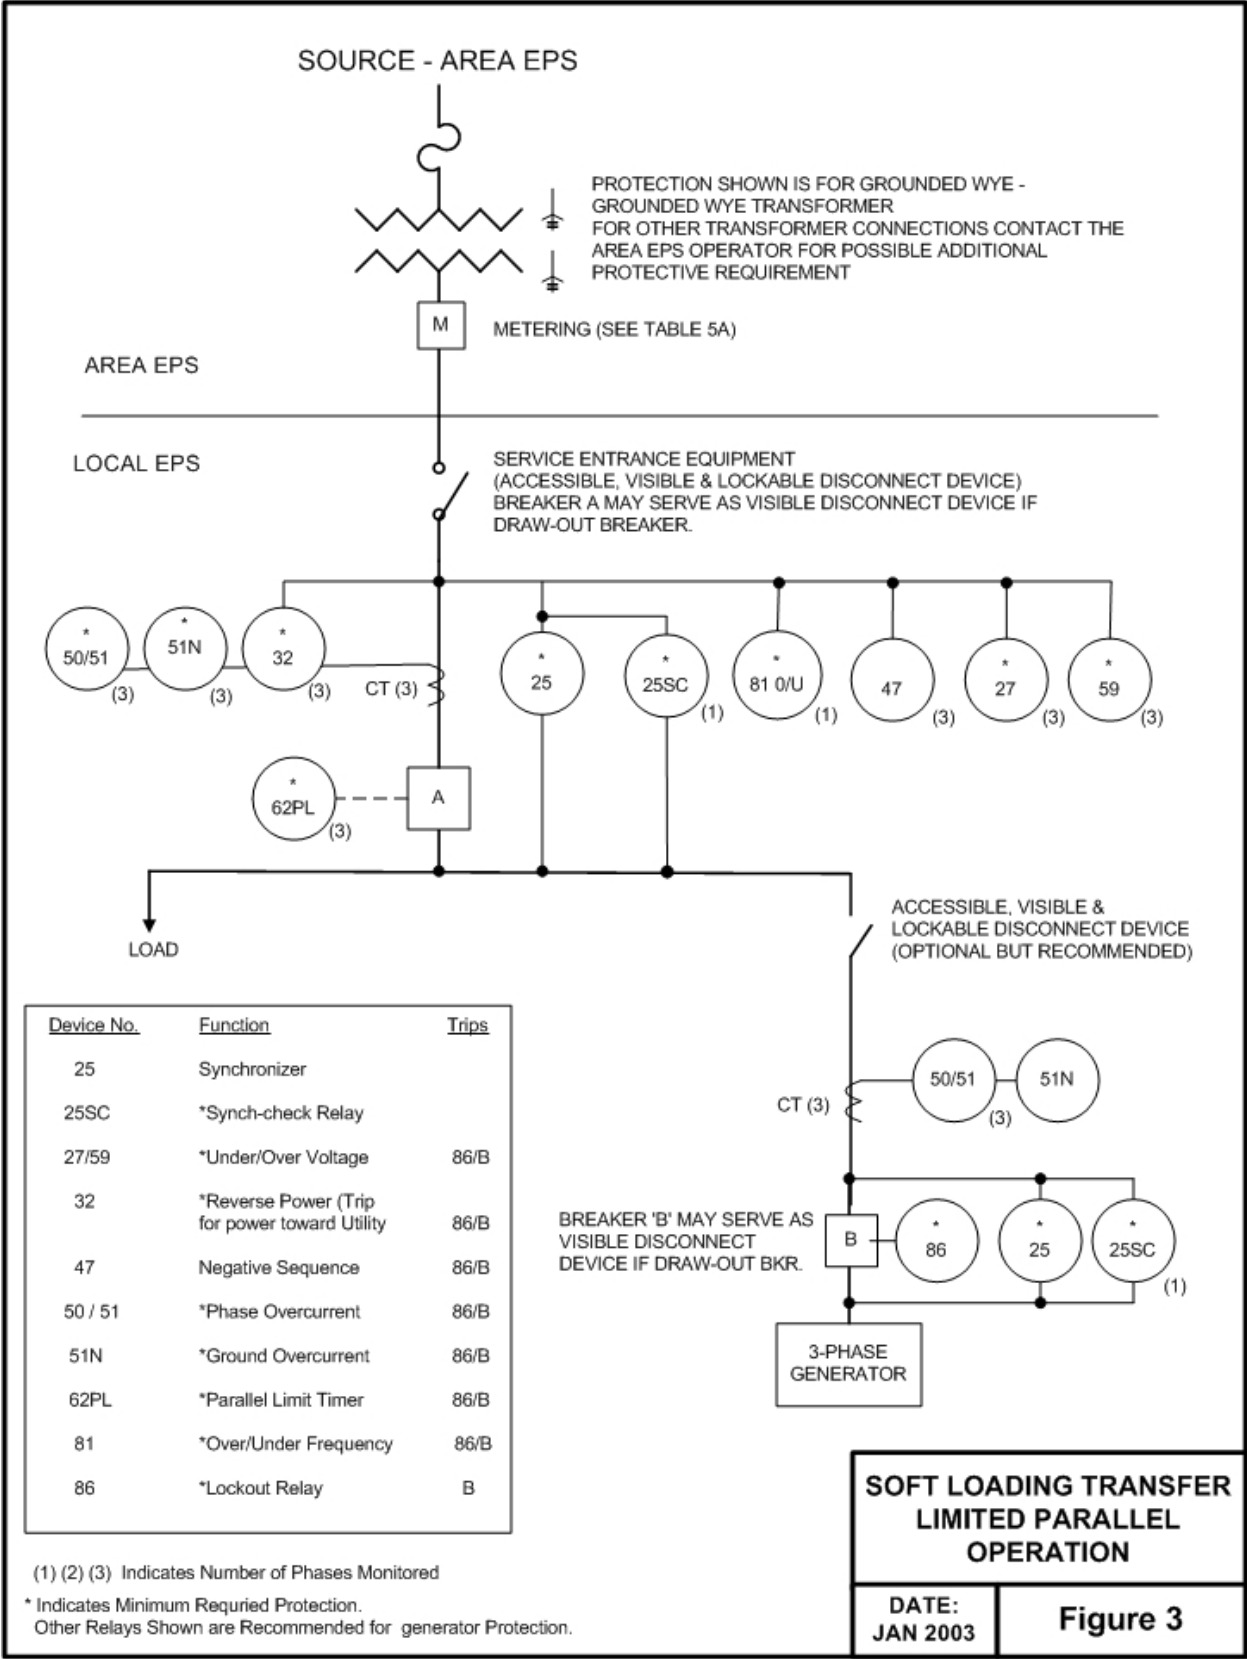 SOURCE - AREA EPS
PROTECTION SHOWN IS FOR GROUNDED WYE -
GROUNDED WYE TRANSFORMER
FOR OTHER TRANSFORMER CONNECTIONS CONTACT THE
AREA EPS OPERATOR FOR POSSIBLE ADDITIONAL
PROTECTIVE REQUIREMENT
M
METERING (SEE TABLE 5A)
AREA EPS
LOCAL EPS
SERVICE ENTRANCE EQUIPMENT
(ACCESSIBLE, VISIBLE & LOCKABLE DISCONNECT DEVICE)
BREAKER A MAY SERVE AS VISIBLE DISCONNECT DEVICE IF
DRAW-OUT BREAKER.
* 50/51 (3)
* 51N (3)
* 32 (3)
CT (3)
* 25
* 25SC (1)
* 81 0/U (1)
47 (3)
* 27 (3)
* 59 (3)
* 62PL (3)
A
LOAD
ACCESSIBLE, VISIBLE &
LOCKABLE DISCONNECT DEVICE
(OPTIONAL BUT RECOMMENDED)
CT (3)
50/51 (3)
51N
BREAKER 'B' MAY SERVE AS
VISIBLE DISCONNECT
DEVICE IF DRAW-OUT BKR.
B
* 86
* 25
* 25SC (1)
3-PHASE
GENERATOR
Device No. Function Trips
25 Synchronizer
25SC *Synch-check Relay
27/59 *Under/Over Voltage 86/B
32 *Reverse Power (Trip
for power toward Utility 86/B
47 Negative Sequence 86/B
50 / 51 *Phase Overcurrent 86/B
51N *Ground Overcurrent 86/B
62PL *Parallel Limit Timer 86/B
81 *Over/Under Frequency 86/B
86 *Lockout Relay B
(1) (2) (3) Indicates Number of Phases Monitored
* Indicates Minimum Requried Protection.
Other Relays Shown are Recommended for generator Protection.
SOFT LOADING TRANSFER
LIMITED PARALLEL
OPERATION
DATE:
JAN 2003
Figure 3